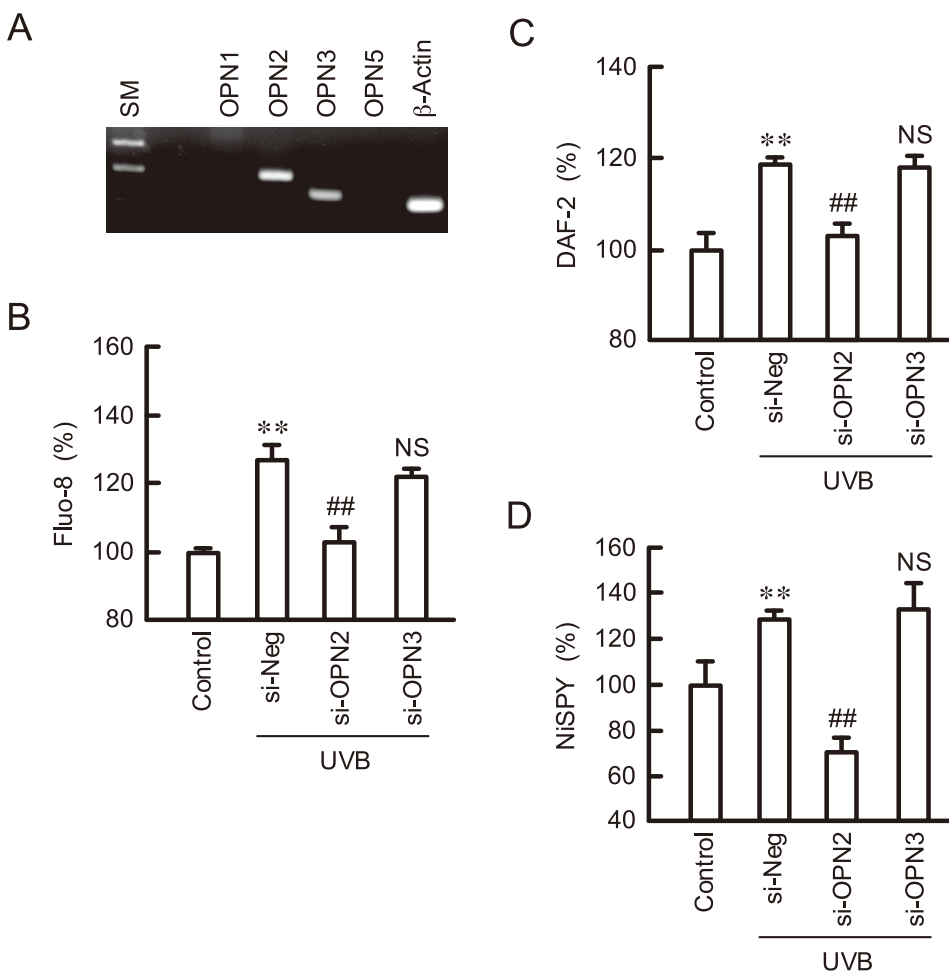 A
SM
OPN1
OPN2
OPN3
OPN5
β-Actin
B
Fluo-8 (%)
160
140
120
100
80
**
##
NS
Control
si-Neg
si-OPN2
si-OPN3
UVB
C
DAF-2 (%)
140
120
100
80
**
##
NS
Control
si-Neg
si-OPN2
si-OPN3
UVB
D
NiSPY (%)
160
140
120
100
80
60
40
**
##
NS
Control
si-Neg
si-OPN2
si-OPN3
UVB